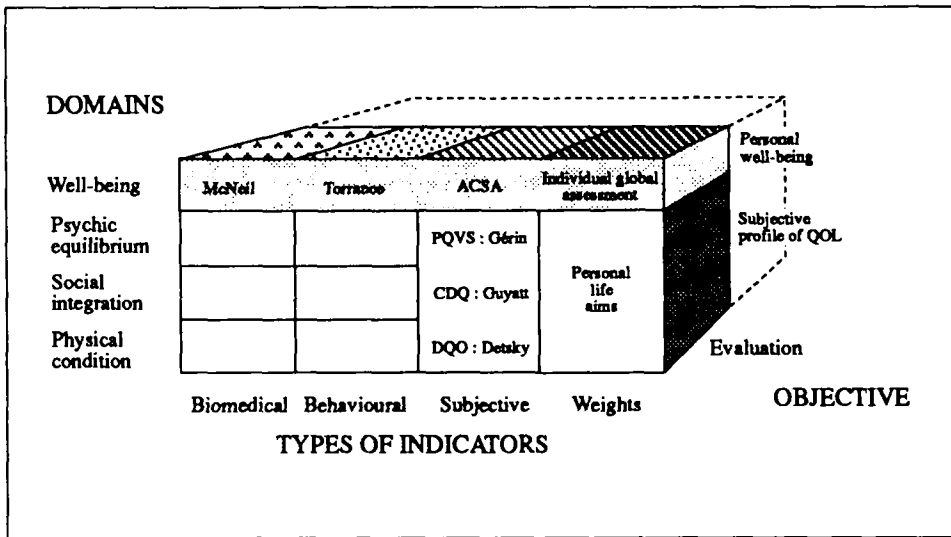 DOMAINS
Personal
well-being
Well-being
McNeil
Torrance
ACSA
Individual global
assessment
Psychic
equilibrium
PQVS : Gérin
Subjective
profile of QOL
Social
integration
CDQ : Guyatt
Personal
life
aims
Physical
condition
DQO : Detsky
Evaluation
Biomedical
Behavioural
Subjective
Weights
OBJECTIVE
TYPES OF INDICATORS